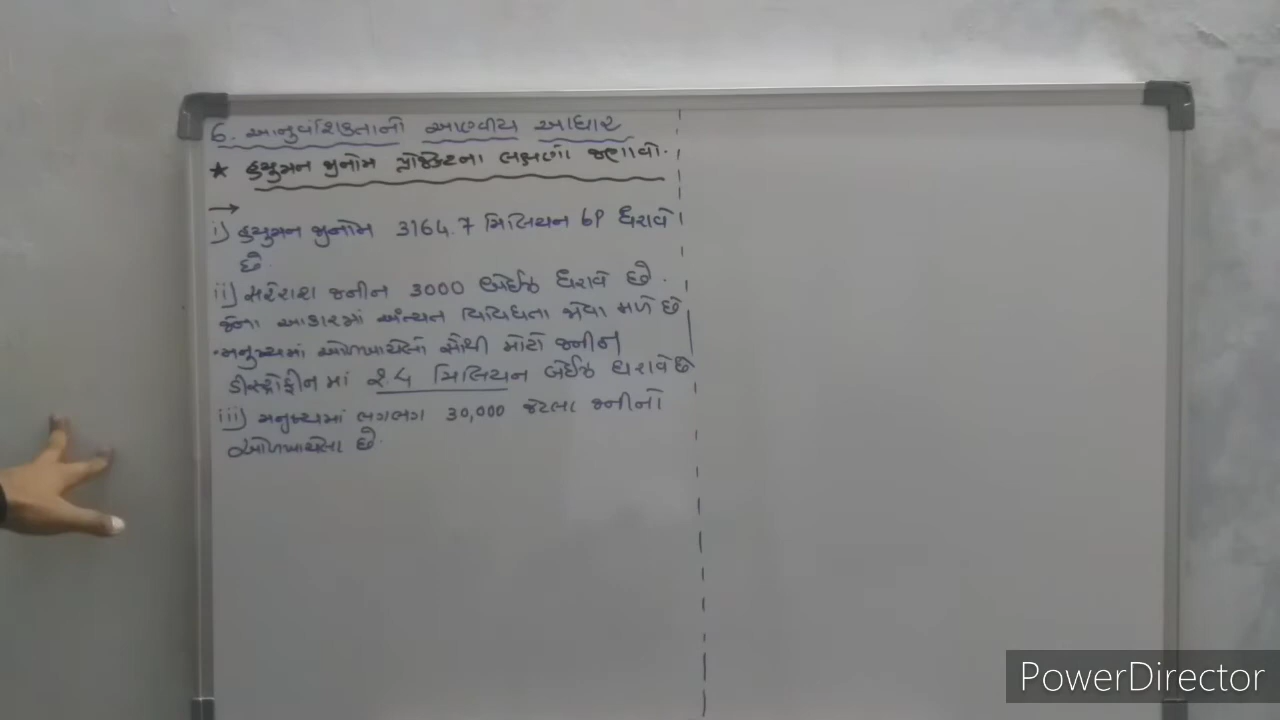 6. આનુવંશિકતાનો આણ્વીય આધાર
★ હ્યુમન જીનોમ પ્રોજેક્ટના લક્ષણો જણાવો.
→
i) હ્યુમન જીનોમ 3164.7 મિલિયન bP ધરાવે
છે.
ii) સરેરાશ જનીન 3000 બેઈઝ ધરાવે છે.
જેના આકારમાં અંત્યત વિવિધતા જોવા મળે છે
• મનુષ્યમાં ઓળખાયેલો સૌથી મોટો જનીન
ડીસ્ટ્રોફીન માં 2.4 મિલિયન બેઈઝ ધરાવે છે
iii) મનુષ્યમાં લગભગ 30,000 જેટલા જનીનો
ઓળખાયેલા છે.
PowerDirector